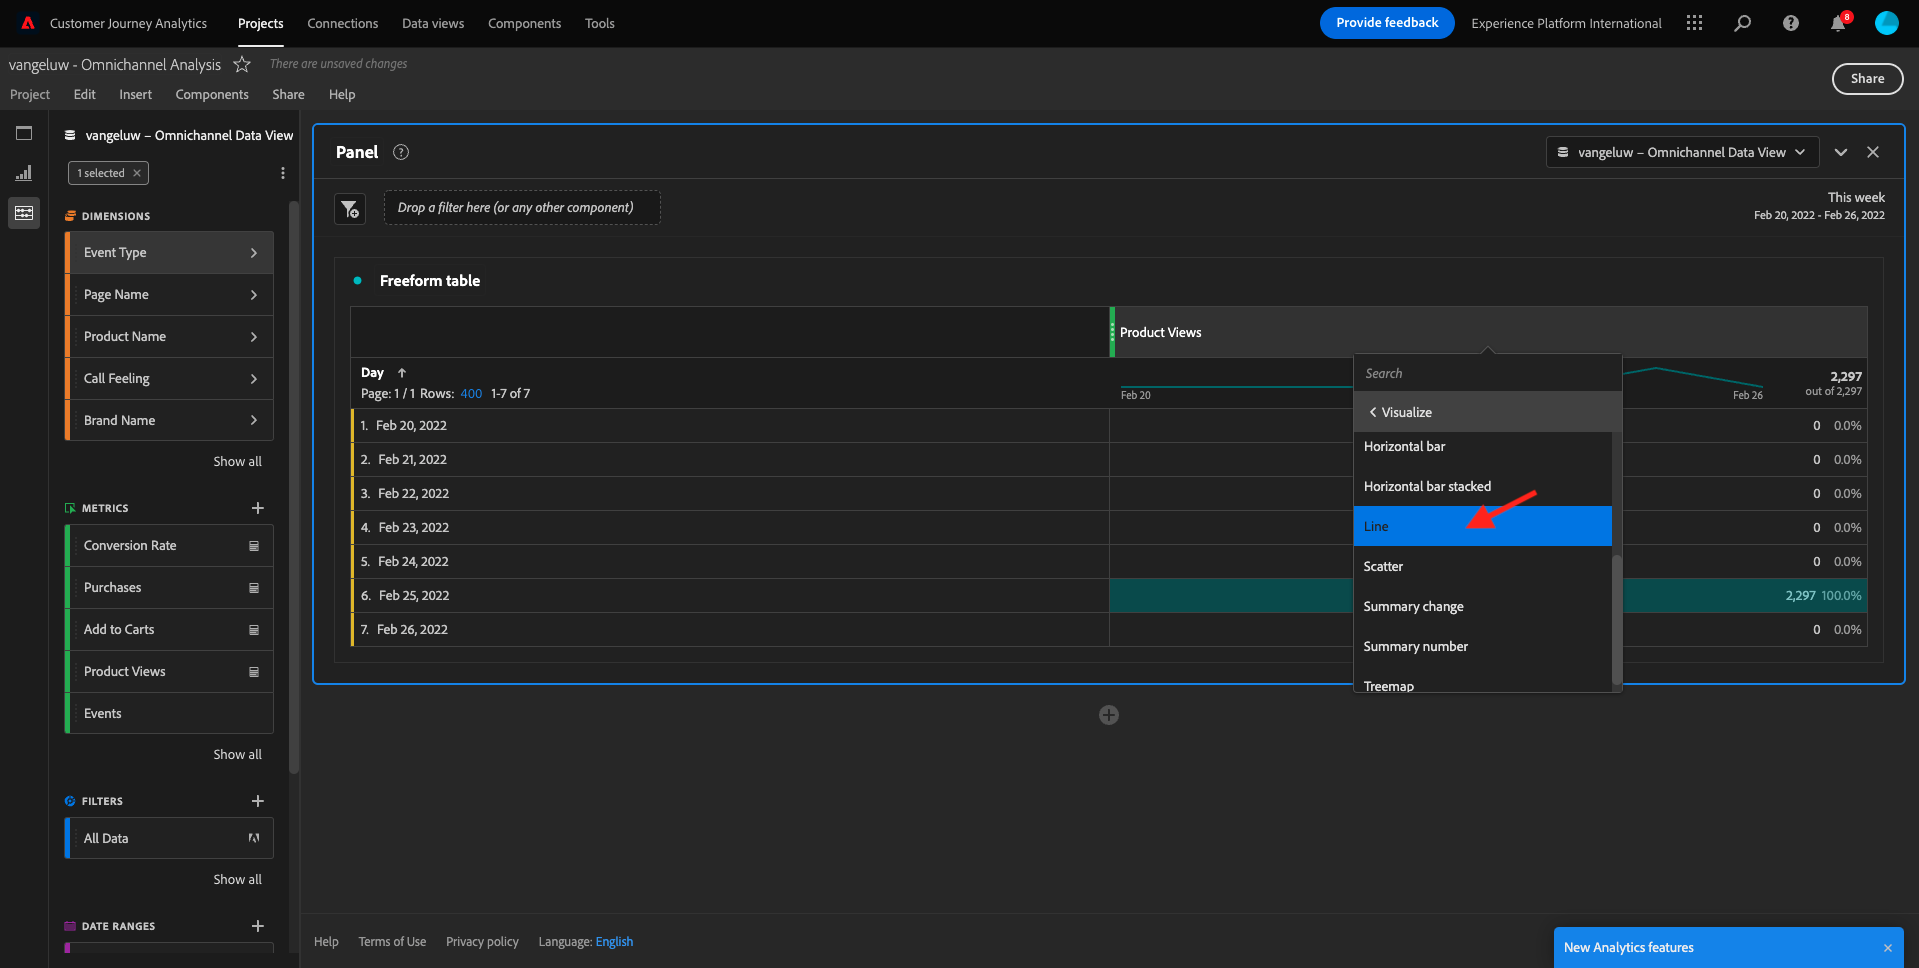 Customer Journey Analytics Projects Connections Data views Components Tools Provide feedback Experience Platform International 8
vangeluw - Omnichannel Analysis There are unsaved changes
Project Edit Insert Components Share Help Share
vangeluw – Omnichannel Data View
1 selected
DIMENSIONS
Event Type
Page Name
Product Name
Call Feeling
Brand Name
Show all
METRICS
Conversion Rate
Purchases
Add to Carts
Product Views
Events
Show all
FILTERS
All Data
Show all
DATE RANGES
Panel vangeluw – Omnichannel Data View
Drop a filter here (or any other component)
This week
Feb 20, 2022 - Feb 26, 2022
Freeform table
Product Views
Day
Page: 1 / 1 Rows: 400 1-7 of 7
Feb 20 Feb 26
2,297
out of 2,297
1. Feb 20, 2022 0 0.0%
2. Feb 21, 2022 0 0.0%
3. Feb 22, 2022 0 0.0%
4. Feb 23, 2022 0 0.0%
5. Feb 24, 2022 0 0.0%
6. Feb 25, 2022 2,297 100.0%
7. Feb 26, 2022 0 0.0%
Search
Visualize
Horizontal bar
Horizontal bar stacked
Line
Scatter
Summary change
Summary number
Treemap
Help Terms of Use Privacy policy Language: English
New Analytics features